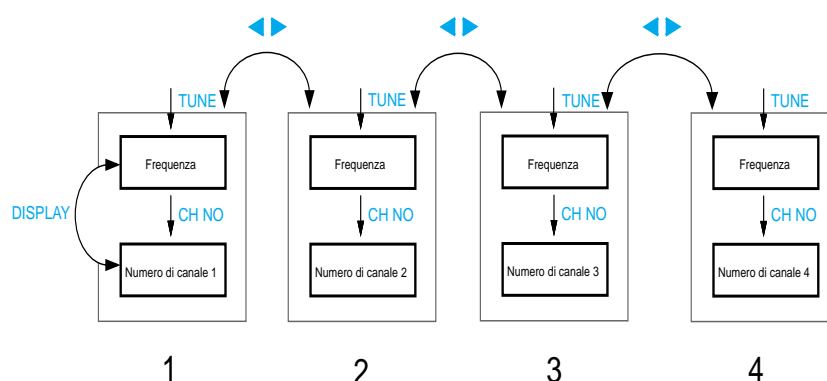 TUNE TUNE TUNE TUNE
Frequenza Frequenza Frequenza Frequenza
DISPLAY CH NO CH NO CH NO CH NO
Numero di canale 1 Numero di canale 2 Numero di canale 3 Numero di canale 4
1 2 3 4